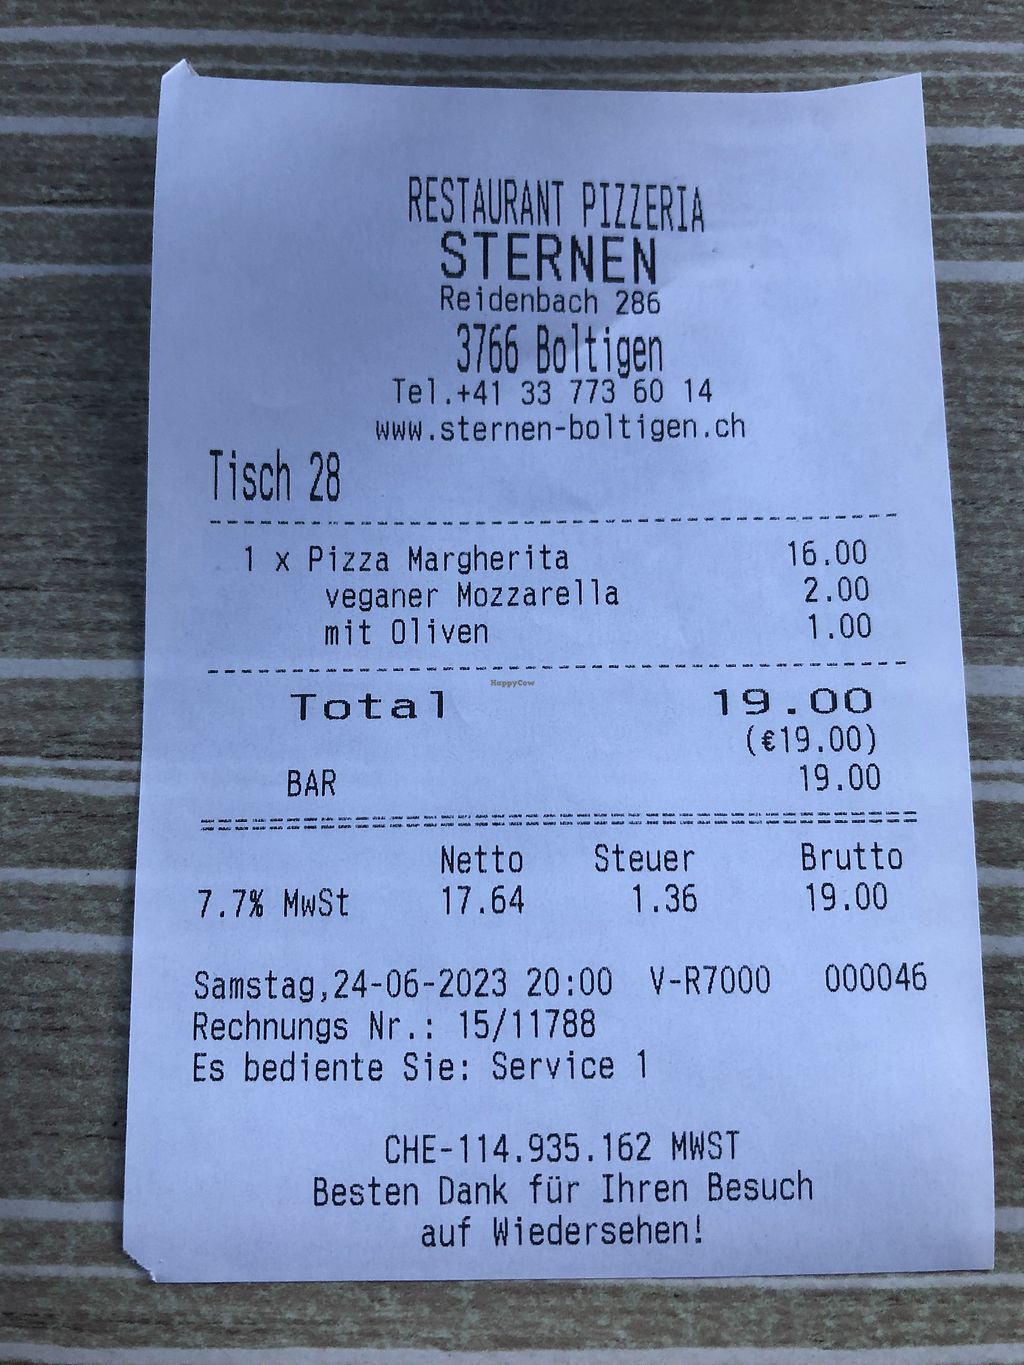 RESTAURANT PIZZERIA
STERNEN
Reidenbach 286
3766 Boltigen
Tel.+41 33 773 60 14
www.sternen-boltigen.ch
Tisch 28
1 x Pizza Margherita 16.00
veganer Mozzarella 2.00
mit Oliven 1.00
HappyCow
Total 19.00
(€19.00)
BAR 19.00
Netto Steuer Brutto
7.7% MwSt 17.64 1.36 19.00
Samstag,24-06-2023 20:00 V-R7000 000046
Rechnungs Nr.: 15/11788
Es bediente Sie: Service 1
CHE-114.935.162 MWST
Besten Dank für Ihren Besuch
auf Wiedersehen!